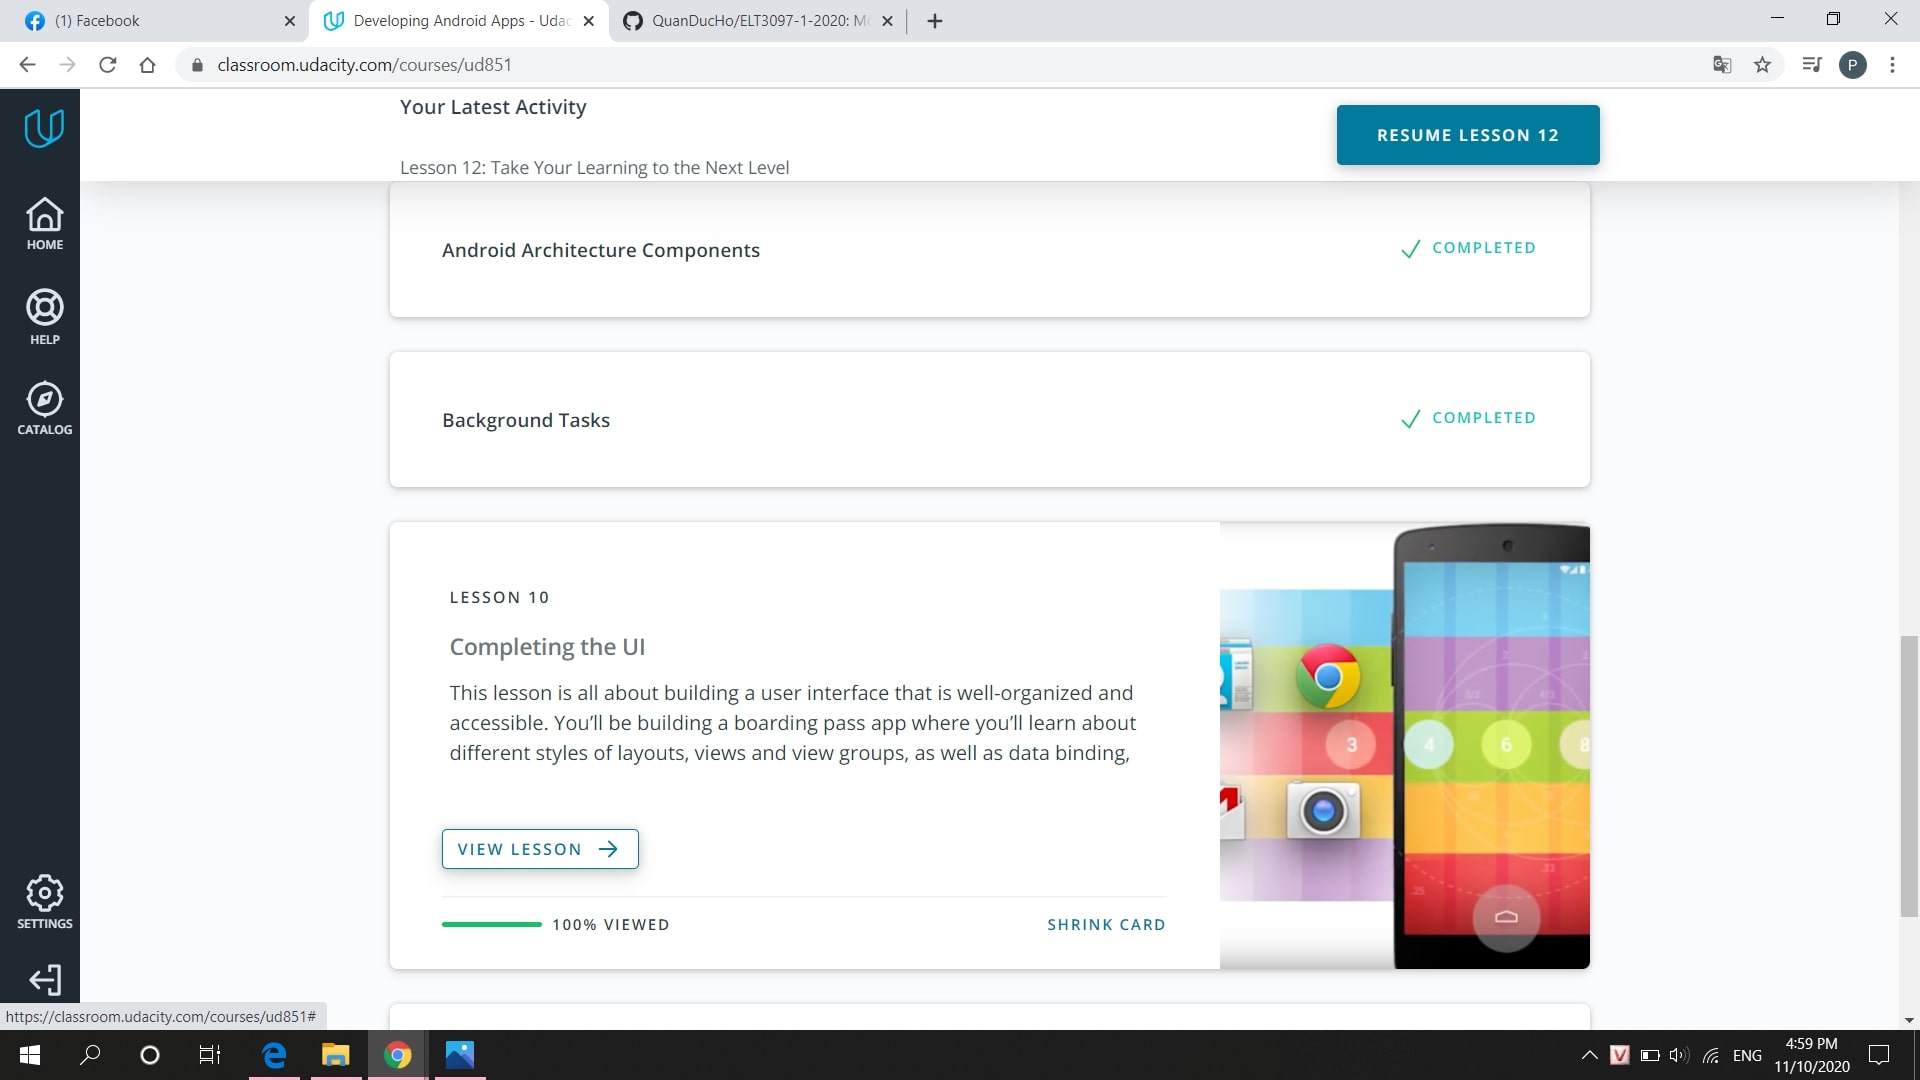 (1) Facebook
Developing Android Apps - Udac
QuanDucHo/ELT3097-1-2020: Mo
classroom.udacity.com/courses/ud851
P
Your Latest Activity
RESUME LESSON 12
Lesson 12: Take Your Learning to the Next Level
HOME
HELP
CATALOG
SETTINGS
Android Architecture Components
COMPLETED
Background Tasks
COMPLETED
LESSON 10
Completing the UI
This lesson is all about building a user interface that is well-organized and
accessible. You’ll be building a boarding pass app where you’ll learn about
different styles of layouts, views and view groups, as well as data binding,
VIEW LESSON
100% VIEWED
SHRINK CARD
3 4 6 8
https://classroom.udacity.com/courses/ud851#
V
ENG
4:59 PM
11/10/2020